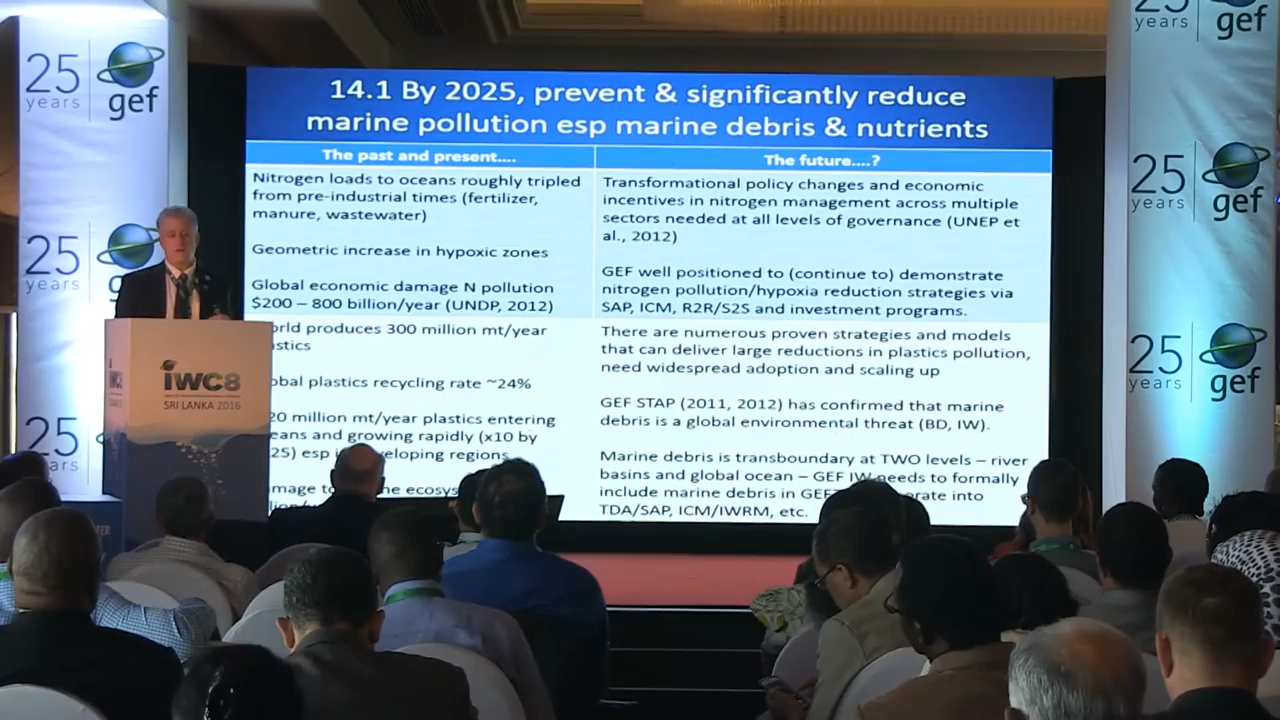 25
years
gef
25
years
25
years
25
years
gef
25
years
gef
25
years
gef
14.1 By 2025, prevent & significantly reduce
marine pollution esp marine debris & nutrients
The past and present....
Nitrogen loads to oceans roughly tripled
from pre-industrial times (fertilizer,
manure, wastewater)
Geometric increase in hypoxic zones
Global economic damage N pollution
$200 – 800 billion/year (UNDP, 2012)
produces 300 million mt/year
plastics recycling rate ~24%
million mt/year plastics entering
and growing rapidly (x10 by
esp
regions
The future....?
Transformational policy changes and economic
incentives in nitrogen management across multiple
sectors needed at all levels of governance (UNEP et
al., 2012)
GEF well positioned to (continue to) demonstrate
nitrogen pollution/hypoxia reduction strategies via
SAP, ICM, R2R/S2S and investment programs.
There are numerous proven strategies and models
that can deliver large reductions in plastics pollution,
need widespread adoption and scaling up
GEF STAP (2011, 2012) has confirmed that marine
debris is a global environmental threat (BD, IW).
Marine debris is transboundary at TWO levels – river
basins and global ocean – GEF IW needs to formally
include marine debris in GEF into
TDA/SAP, ICM/IWRM, etc.
iWC8
SRI LANKA 2016